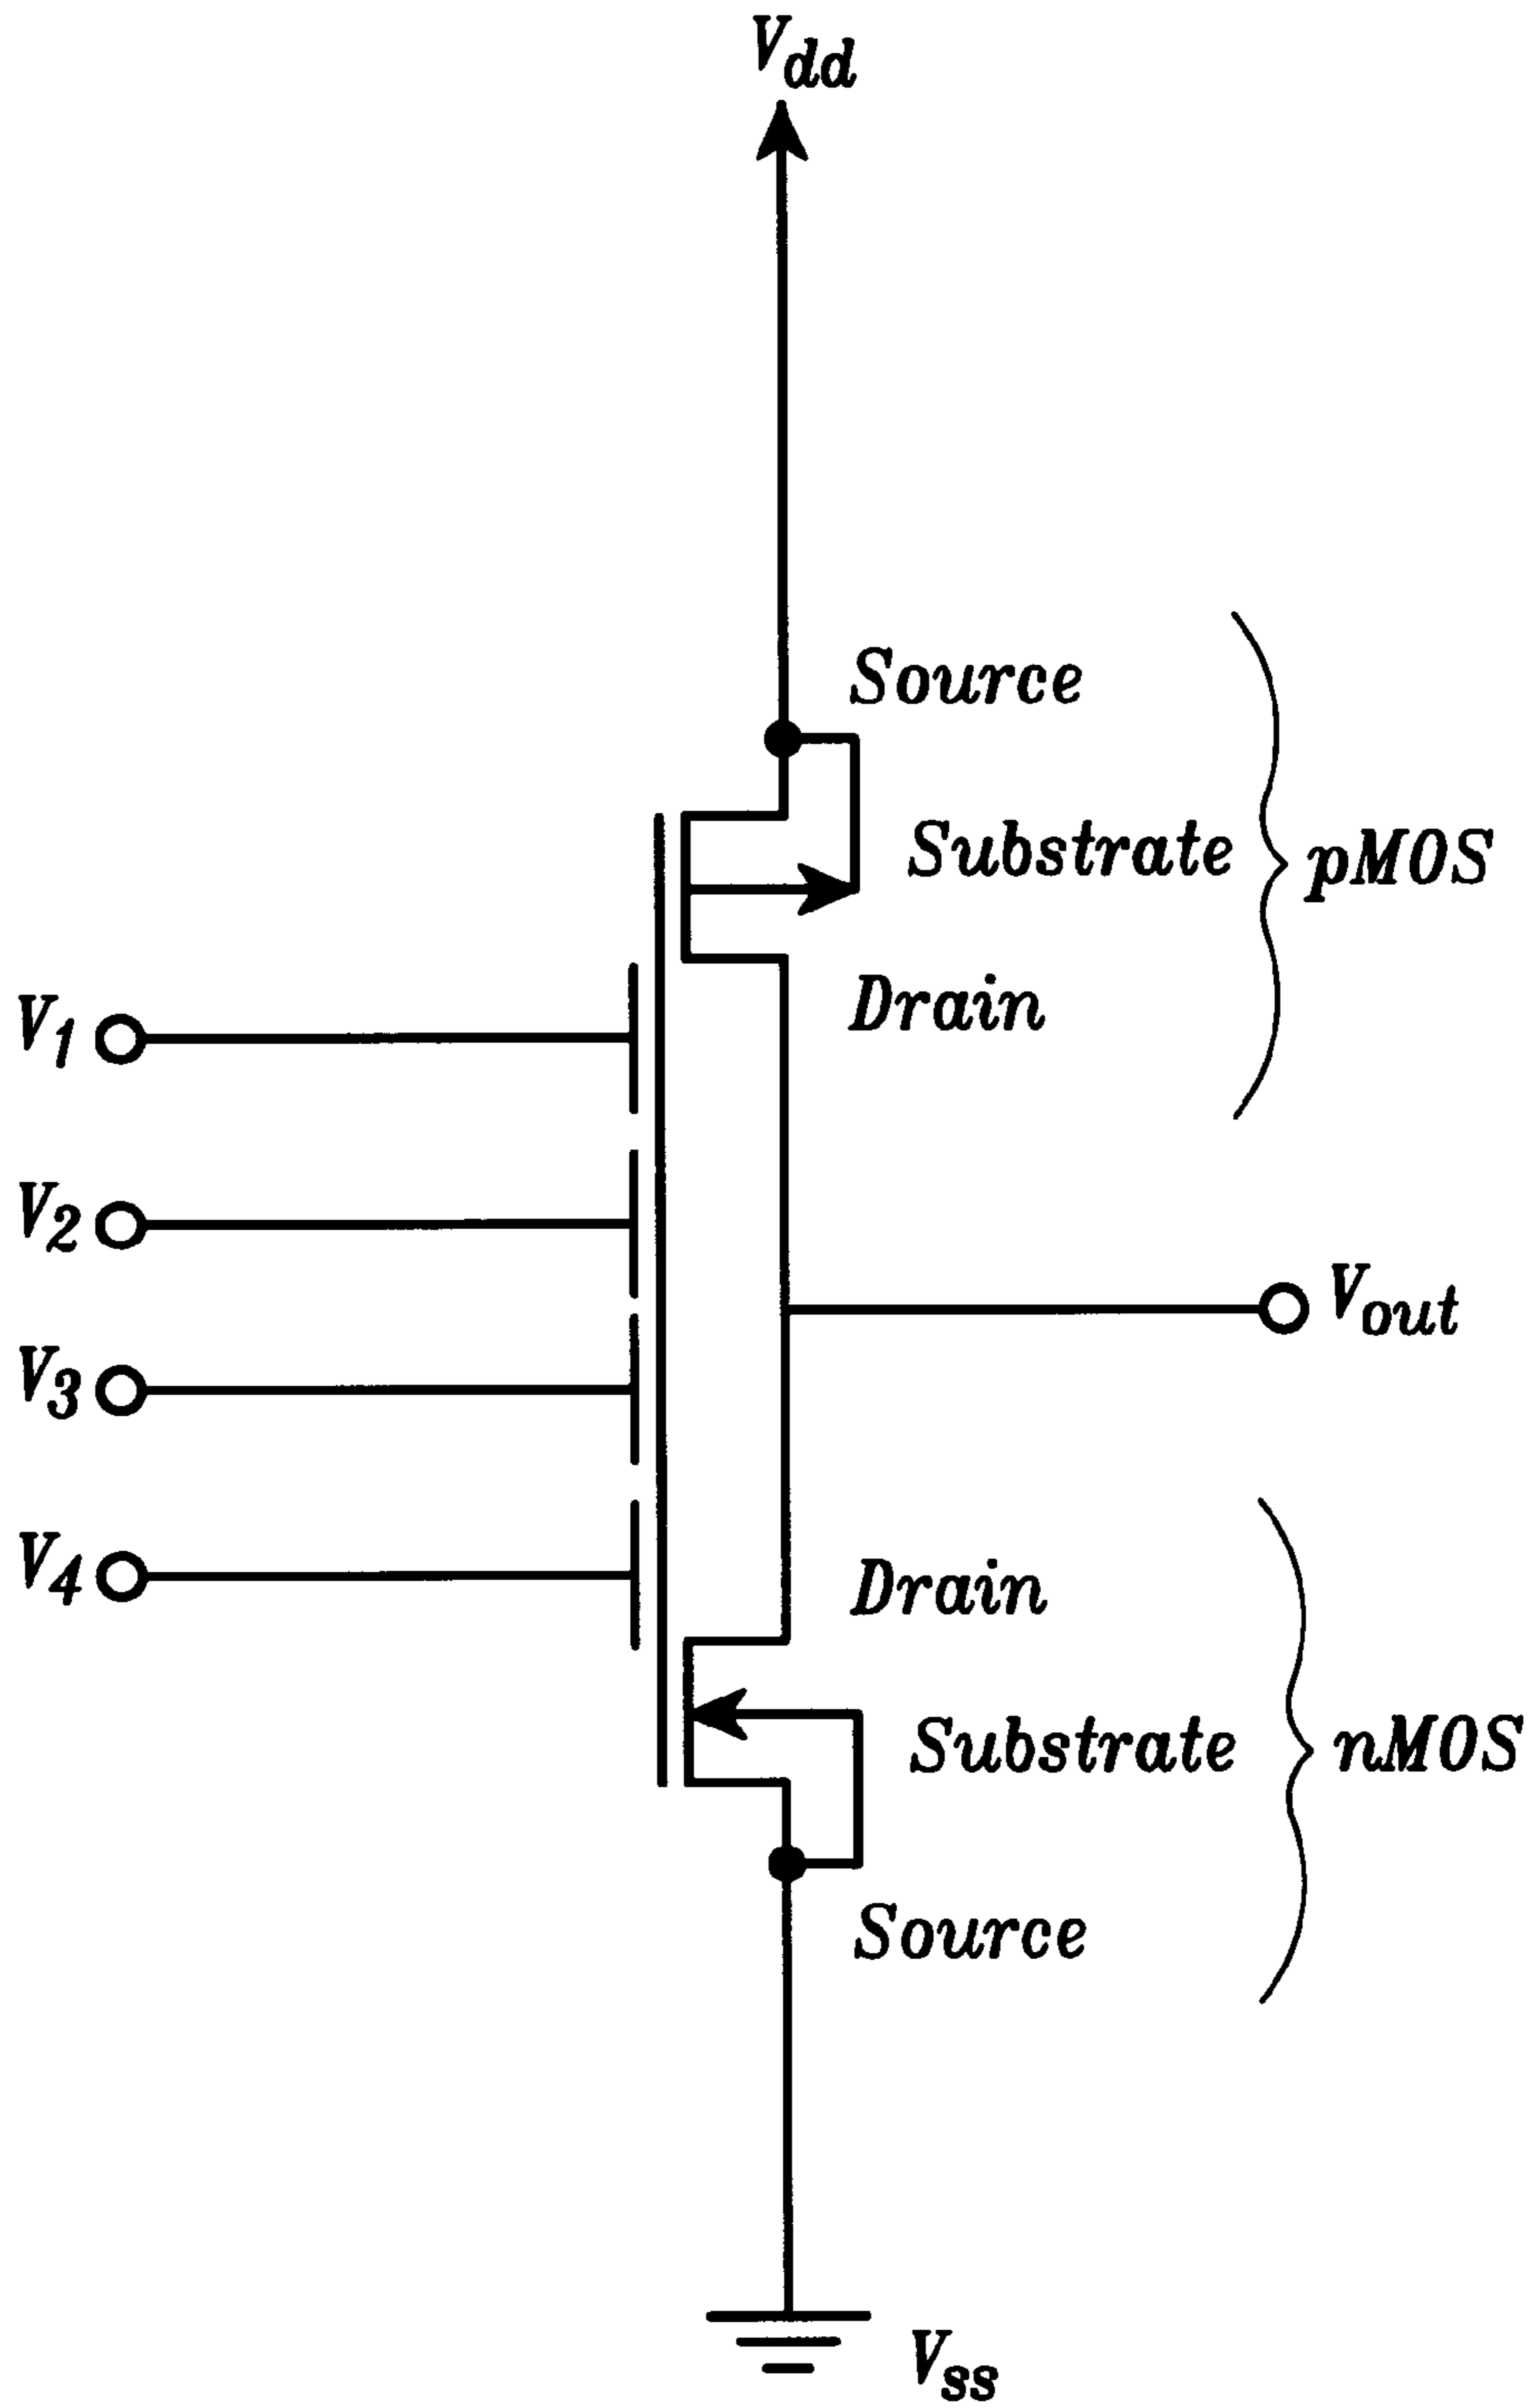 Vdd
Source
Substrate
pMOS
Drain
V1
V2
Vout
V3
V4
Drain
Substrate
nMOS
Source
Vss